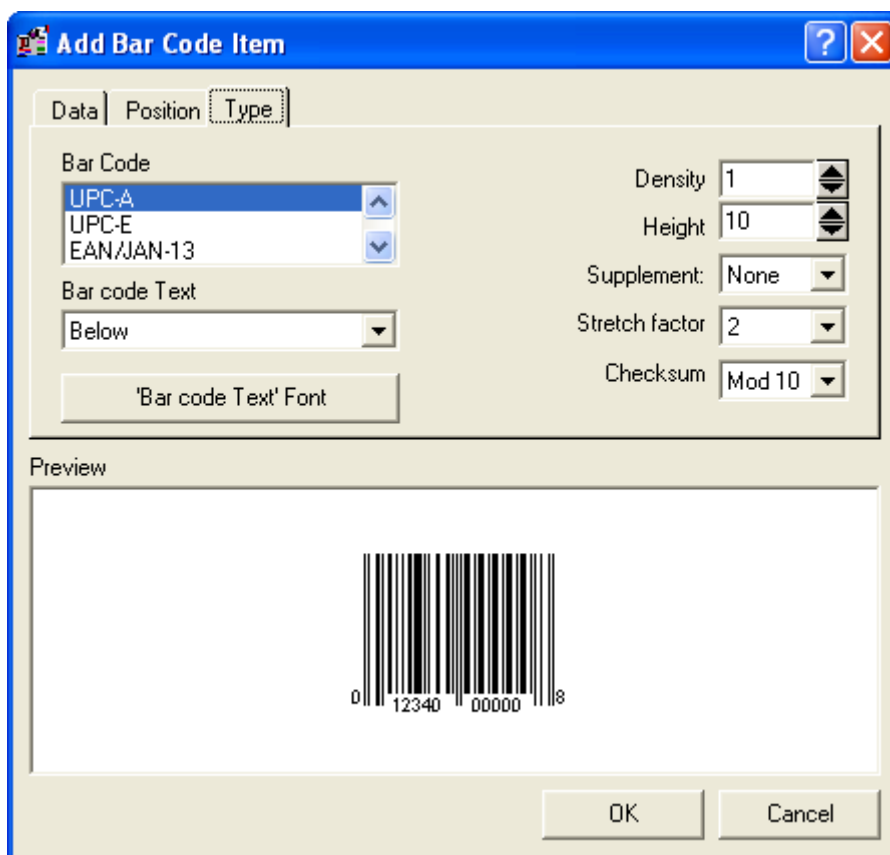 Add Bar Code Item
Data Position Type
Bar Code
UPC-A
UPC-E
EAN/JAN-13
Bar code Text
Below
'Bar code Text' Font
Density 1
Height 10
Supplement: None
Stretch factor 2
Checksum Mod 10
Preview
0 12340 00000 8
OK Cancel